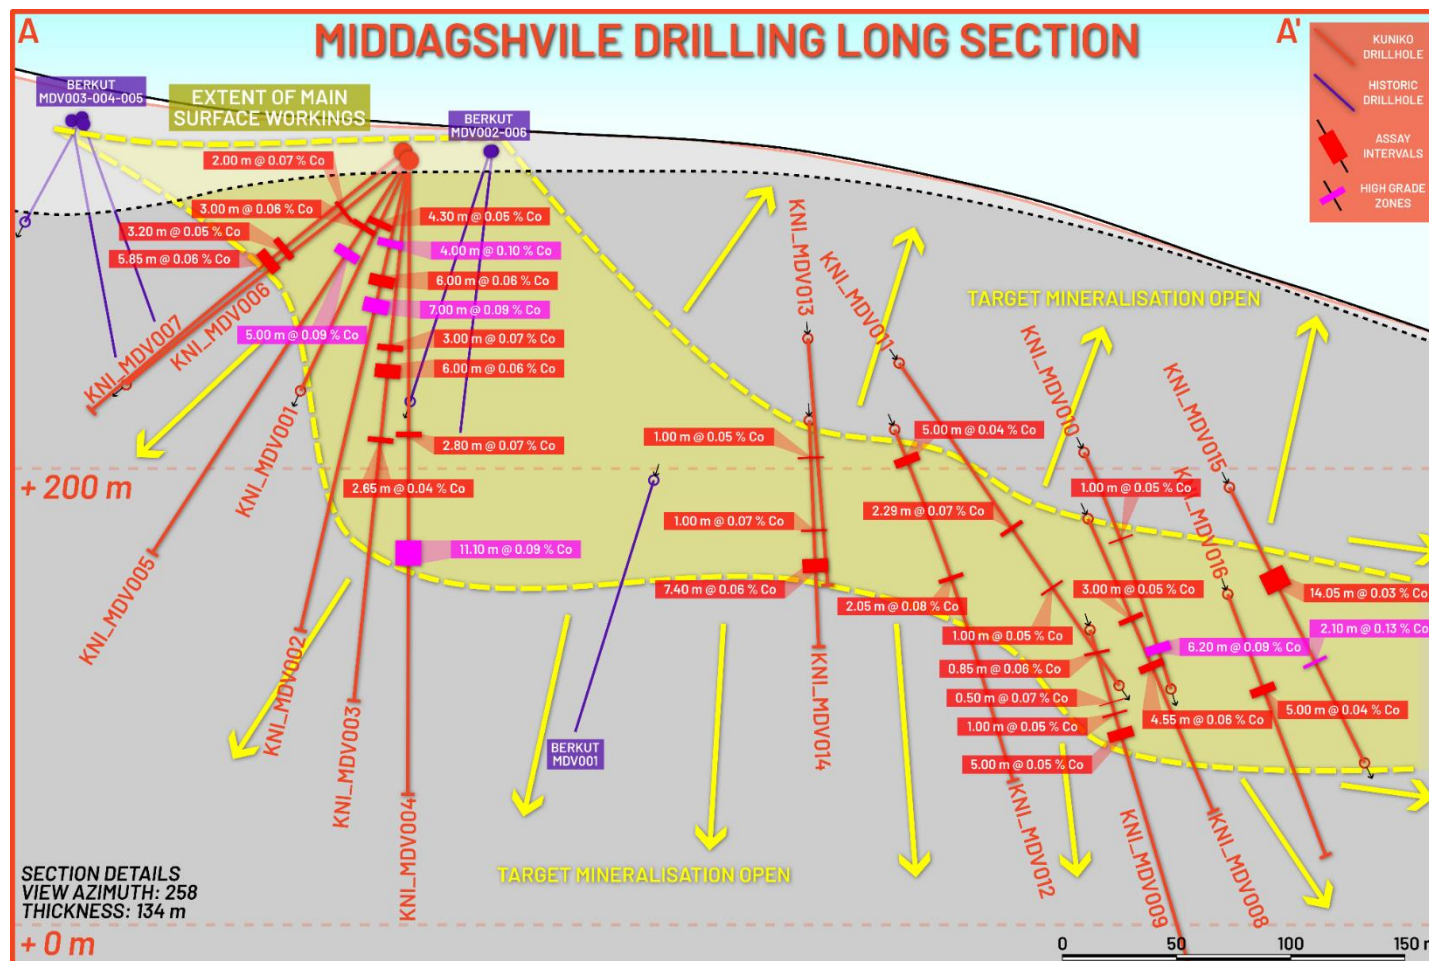 A
MIDDAGSHVILE DRILLING LONG SECTION
A'
KUNIKO
DRILLHOLE
HISTORIC
DRILLHOLE
ASSAY
INTERVALS
HIGH GRADE
ZONES
BERKUT
MDV003-004-005
EXTENT OF MAIN
SURFACE WORKINGS
BERKUT
MDV002-006
2.00 m @ 0.07 % Co
3.00 m @ 0.06 % Co
3.20 m @ 0.05 % Co
5.85 m @ 0.06 % Co
4.30 m @ 0.05 % Co
4.00 m @ 0.10 % Co
6.00 m @ 0.06 % Co
7.00 m @ 0.09 % Co
5.00 m @ 0.09 % Co
3.00 m @ 0.07 % Co
6.00 m @ 0.06 % Co
2.80 m @ 0.07 % Co
2.65 m @ 0.04 % Co
11.10 m @ 0.09 % Co
KNI_MDV007
KNI_MDV006
KNI_MDV001
KNI_MDV005
KNI_MDV002
KNI_MDV003
KNI_MDV004
BERKUT
MDV001
KNI_MDV013
KNI_MDV011
TARGET MINERALISATION OPEN
KNI_MDV010
KNI_MDV015
KNI_MDV016
1.00 m @ 0.05 % Co
1.00 m @ 0.07 % Co
7.40 m @ 0.06 % Co
5.00 m @ 0.04 % Co
2.29 m @ 0.07 % Co
2.05 m @ 0.08 % Co
1.00 m @ 0.05 % Co
3.00 m @ 0.05 % Co
1.00 m @ 0.05 % Co
0.85 m @ 0.06 % Co
0.50 m @ 0.07 % Co
1.00 m @ 0.05 % Co
5.00 m @ 0.05 % Co
6.20 m @ 0.09 % Co
4.55 m @ 0.06 % Co
14.05 m @ 0.03 % Co
2.10 m @ 0.13 % Co
5.00 m @ 0.04 % Co
KNI_MDV014
KNI_MDV012
KNI_MDV009
KNI_MDV008
TARGET MINERALISATION OPEN
+ 200 m
SECTION DETAILS
VIEW AZIMUTH: 258
THICKNESS: 134 m
+ 0 m
0 50 100 150 m